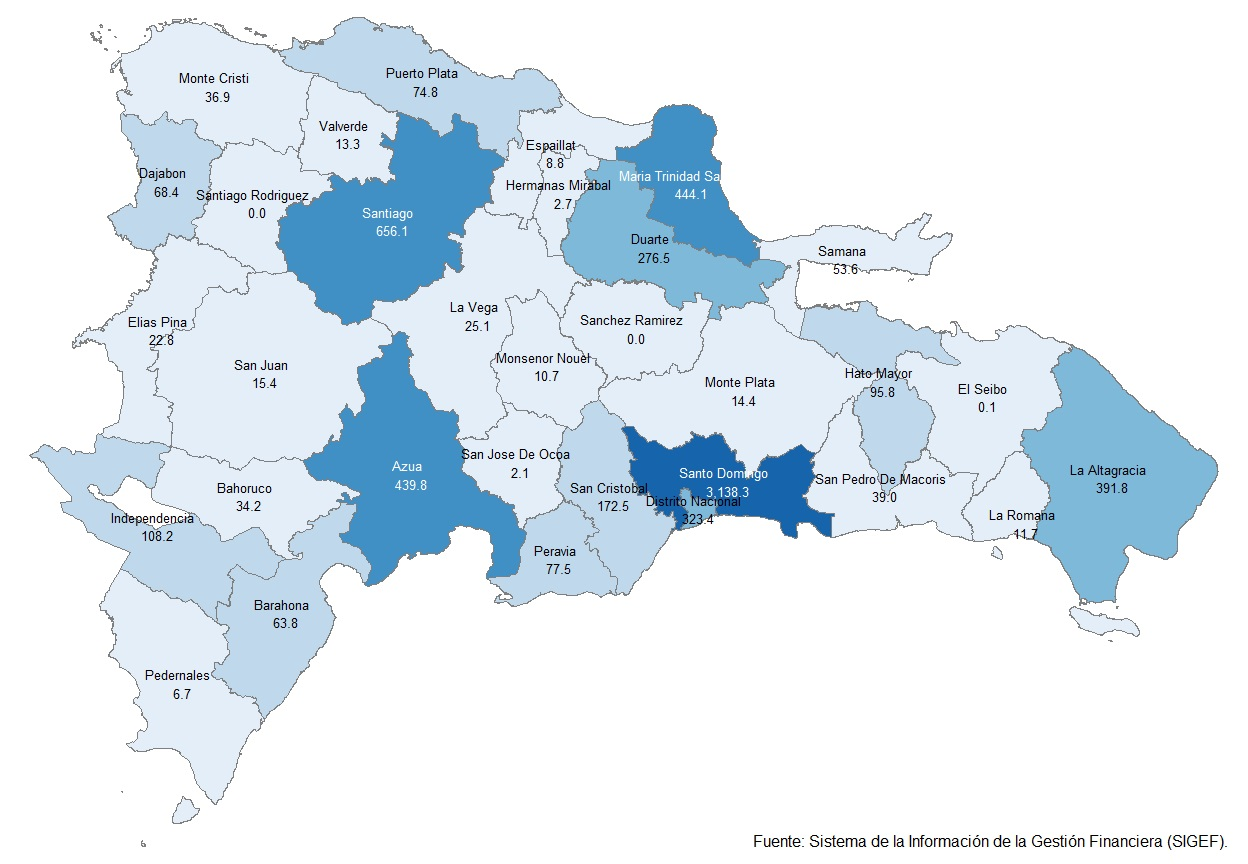 Monte Cristi
36.9
Puerto Plata
74.8
Valverde
13.3
Espaillat
8.8
Dajabon
68.4
Santiago Rodriguez
0.0
Hermanas Mirabal
2.7
Maria Trinidad Sa
444.1
Santiago
656.1
Duarte
276.5
Samana
53.6
Elias Pina
22.8
La Vega
25.1
Sanchez Ramirez
0.0
San Juan
15.4
Monsenor Nouel
10.7
Monte Plata
14.4
Hato Mayor
95.8
El Seibo
0.1
Azua
439.8
San Jose De Ocoa
2.1
Santo Domingo
3,138.3
La Altagracia
391.8
Bahoruco
34.2
San Cristobal
172.5
Distrito Nacional
323.4
San Pedro De Macoris
39.0
La Romana
11.7
Independencia
108.2
Peravia
77.5
Barahona
63.8
Pedernales
6.7
Fuente: Sistema de la Información de la Gestión Financiera (SIGEF).